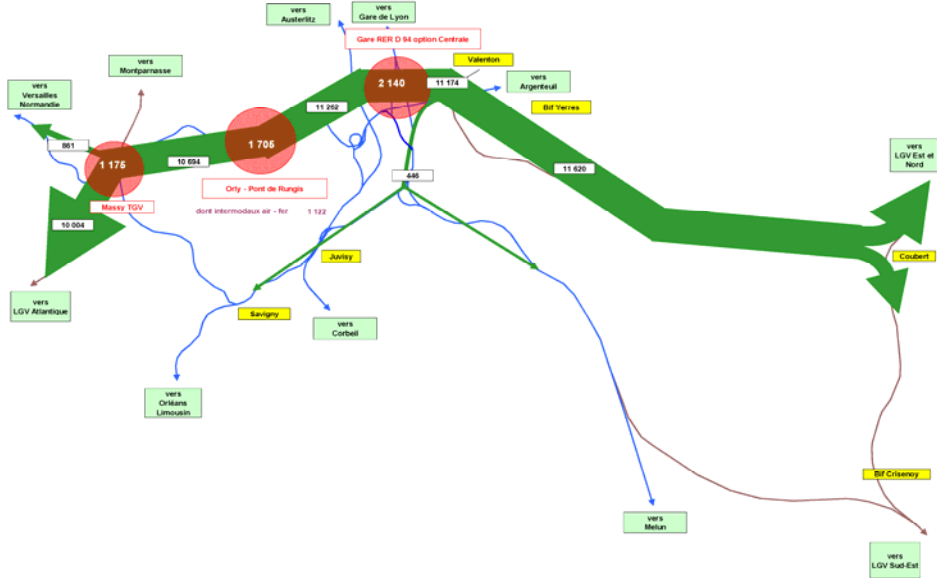 vers
Austerlitz
vers
Gare de Lyon
Gare RER D 94 option Centrale
vers
Montparnasse
Valenton
vers
Versailles
Normandie
2 140
11 174
vers
Argenteuil
11 252
Bif Yerres
861
1 705
1 175
10 694
vers
LGV Est et
Nord
11 620
446
Orly - Pont de Rungis
Massy TGV
dont intermodaux air - fer 1 122
10 004
Juvisy
Coubert
vers
LGV Atlantique
Savigny
vers
Corbeil
vers
Orléans
Limousin
Bif Crisenoy
vers
Melun
vers
LGV Sud-Est